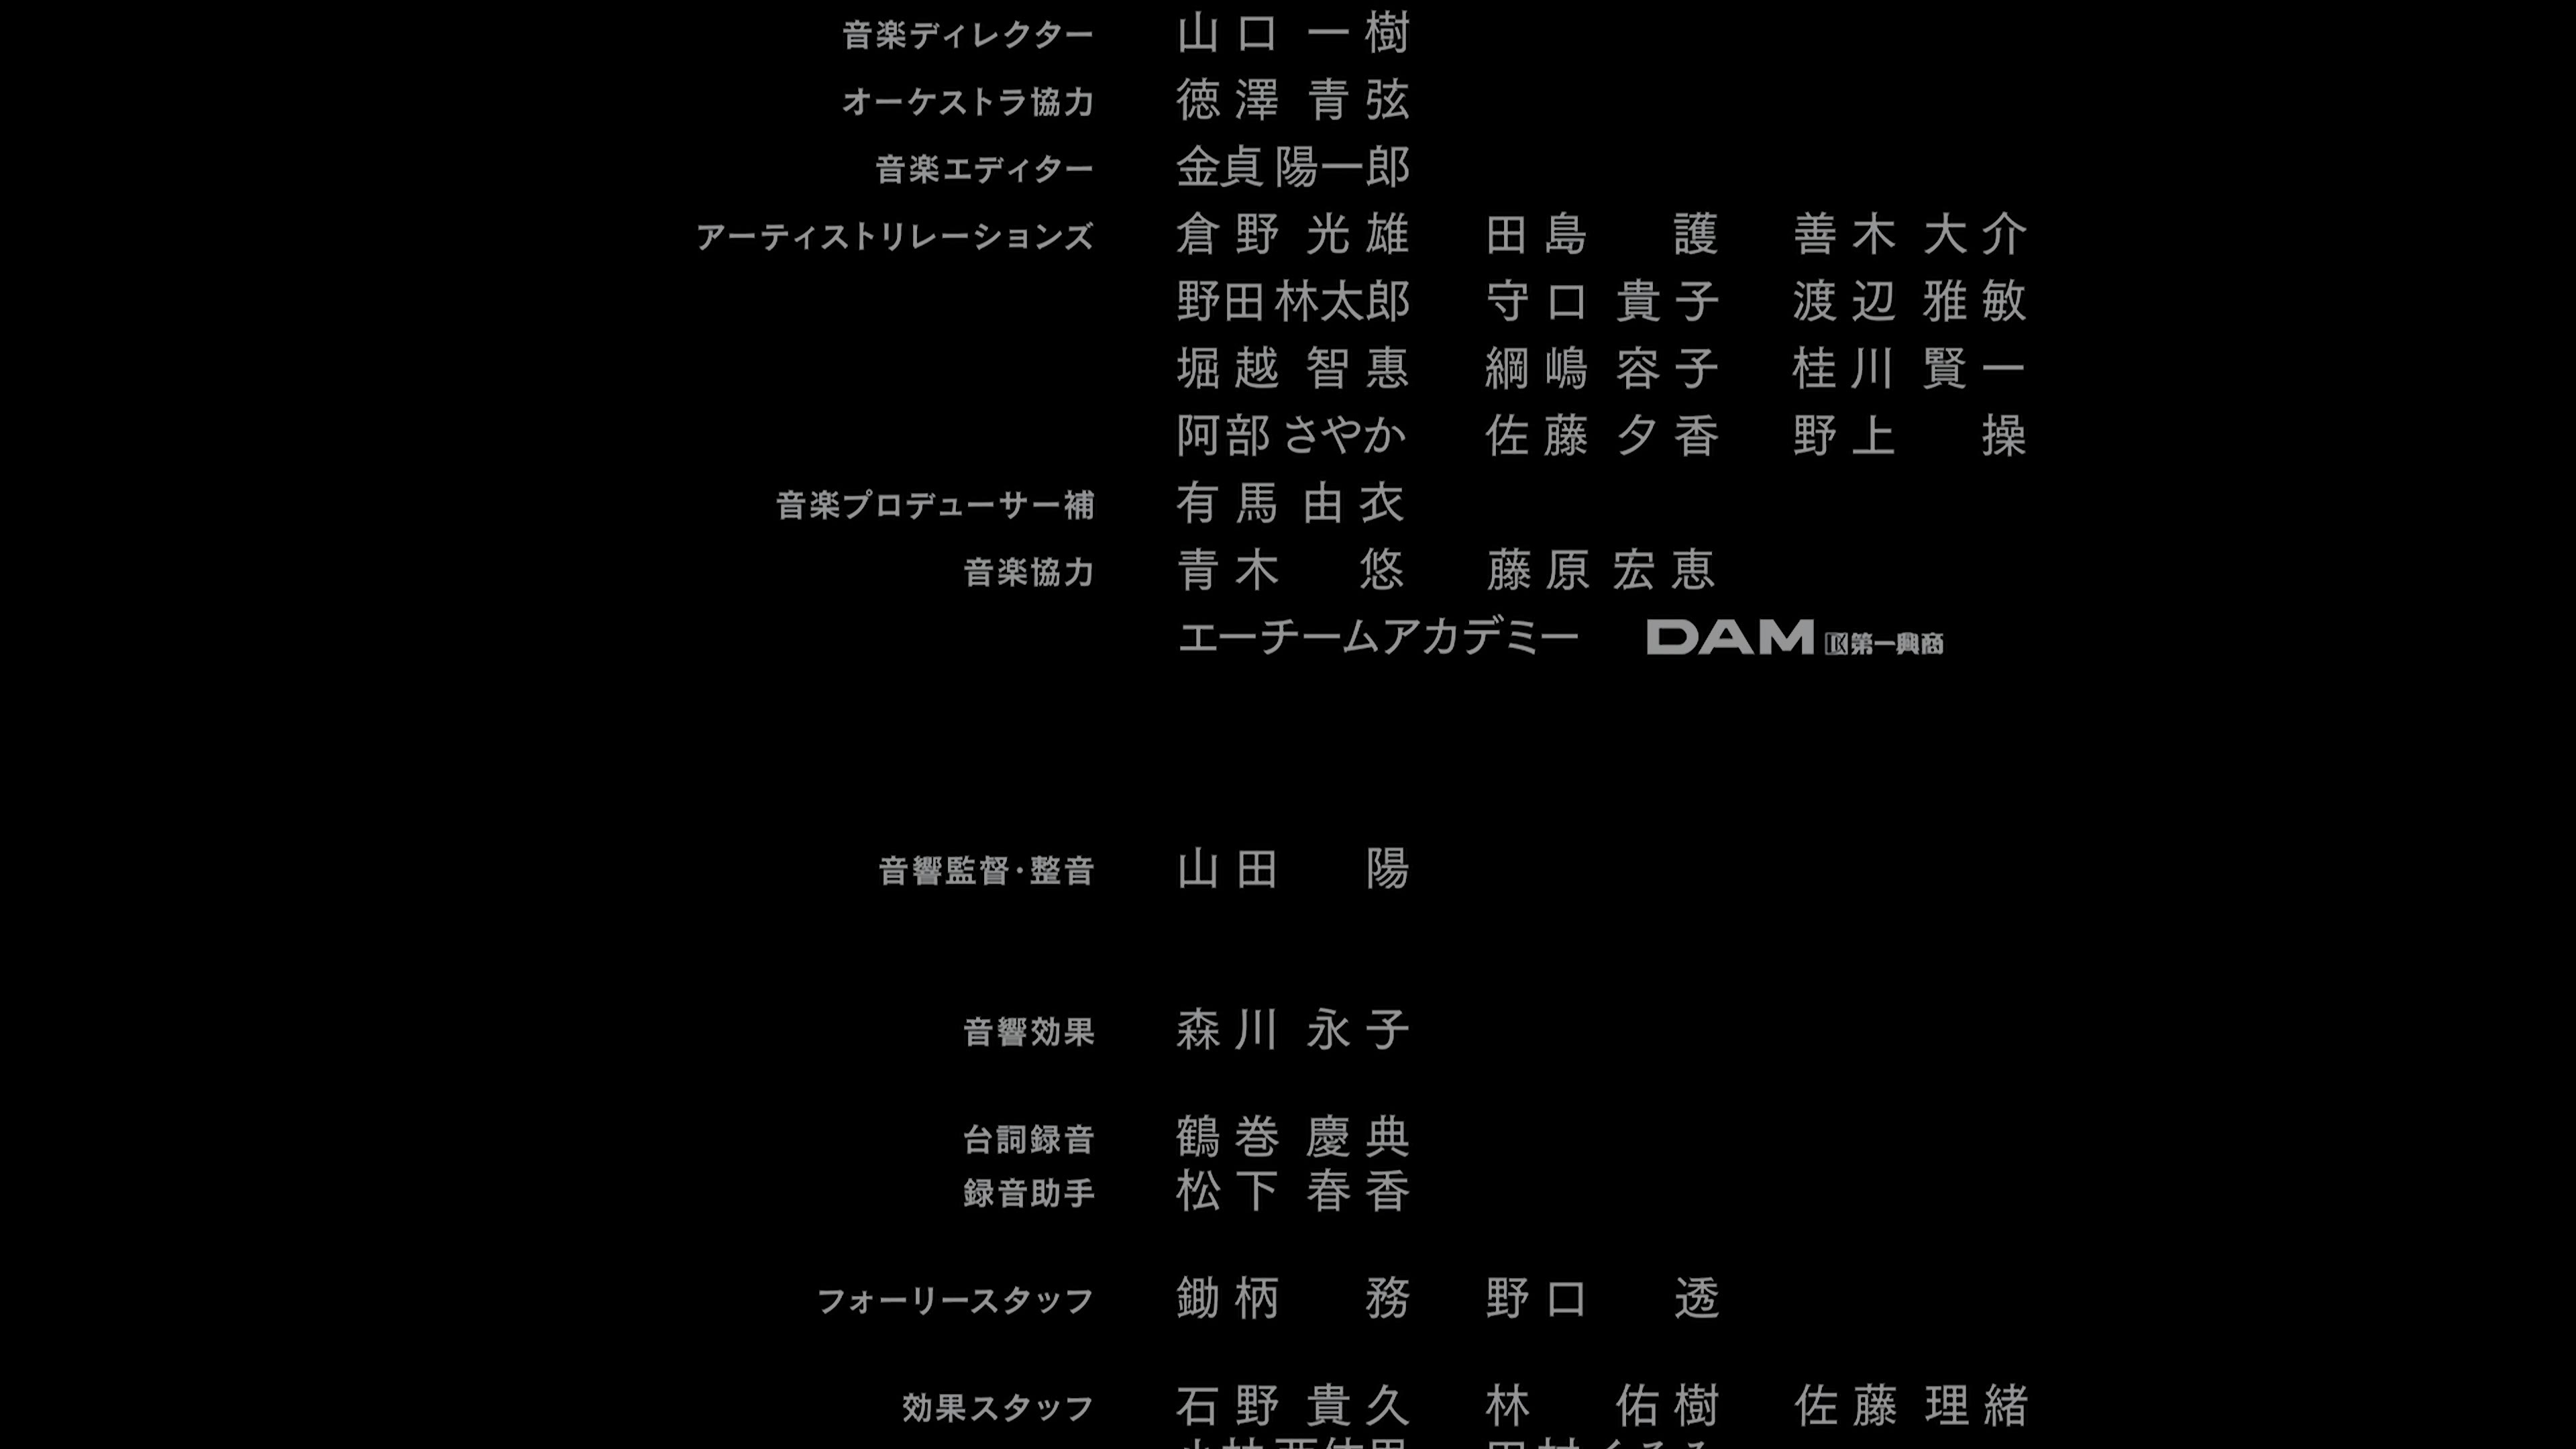 音楽ディレクター 山口 一樹
オーケストラ協力 徳澤 青弦
音楽エディター 金貞 陽一郎
アーティストリレーションズ 倉野 光雄 田島 護 善木 大介
野田 林太郎 守口 貴子 渡辺 雅敏
堀越 智惠 綱嶋 容子 桂川 賢一
阿部 さやか 佐藤 夕香 野上 操
音楽プロデューサー補 有馬 由衣
音楽協力 青木 悠 藤原 宏恵
エーチームアカデミー DAM 第一興商
音響監督・整音 山田 陽
音響効果 森川 永子
台詞録音 鶴巻 慶典
録音助手 松下 春香
フォーリースタッフ 鋤柄 務 野口 透
効果スタッフ 石野 貴久 林 佑樹 佐藤 理緒